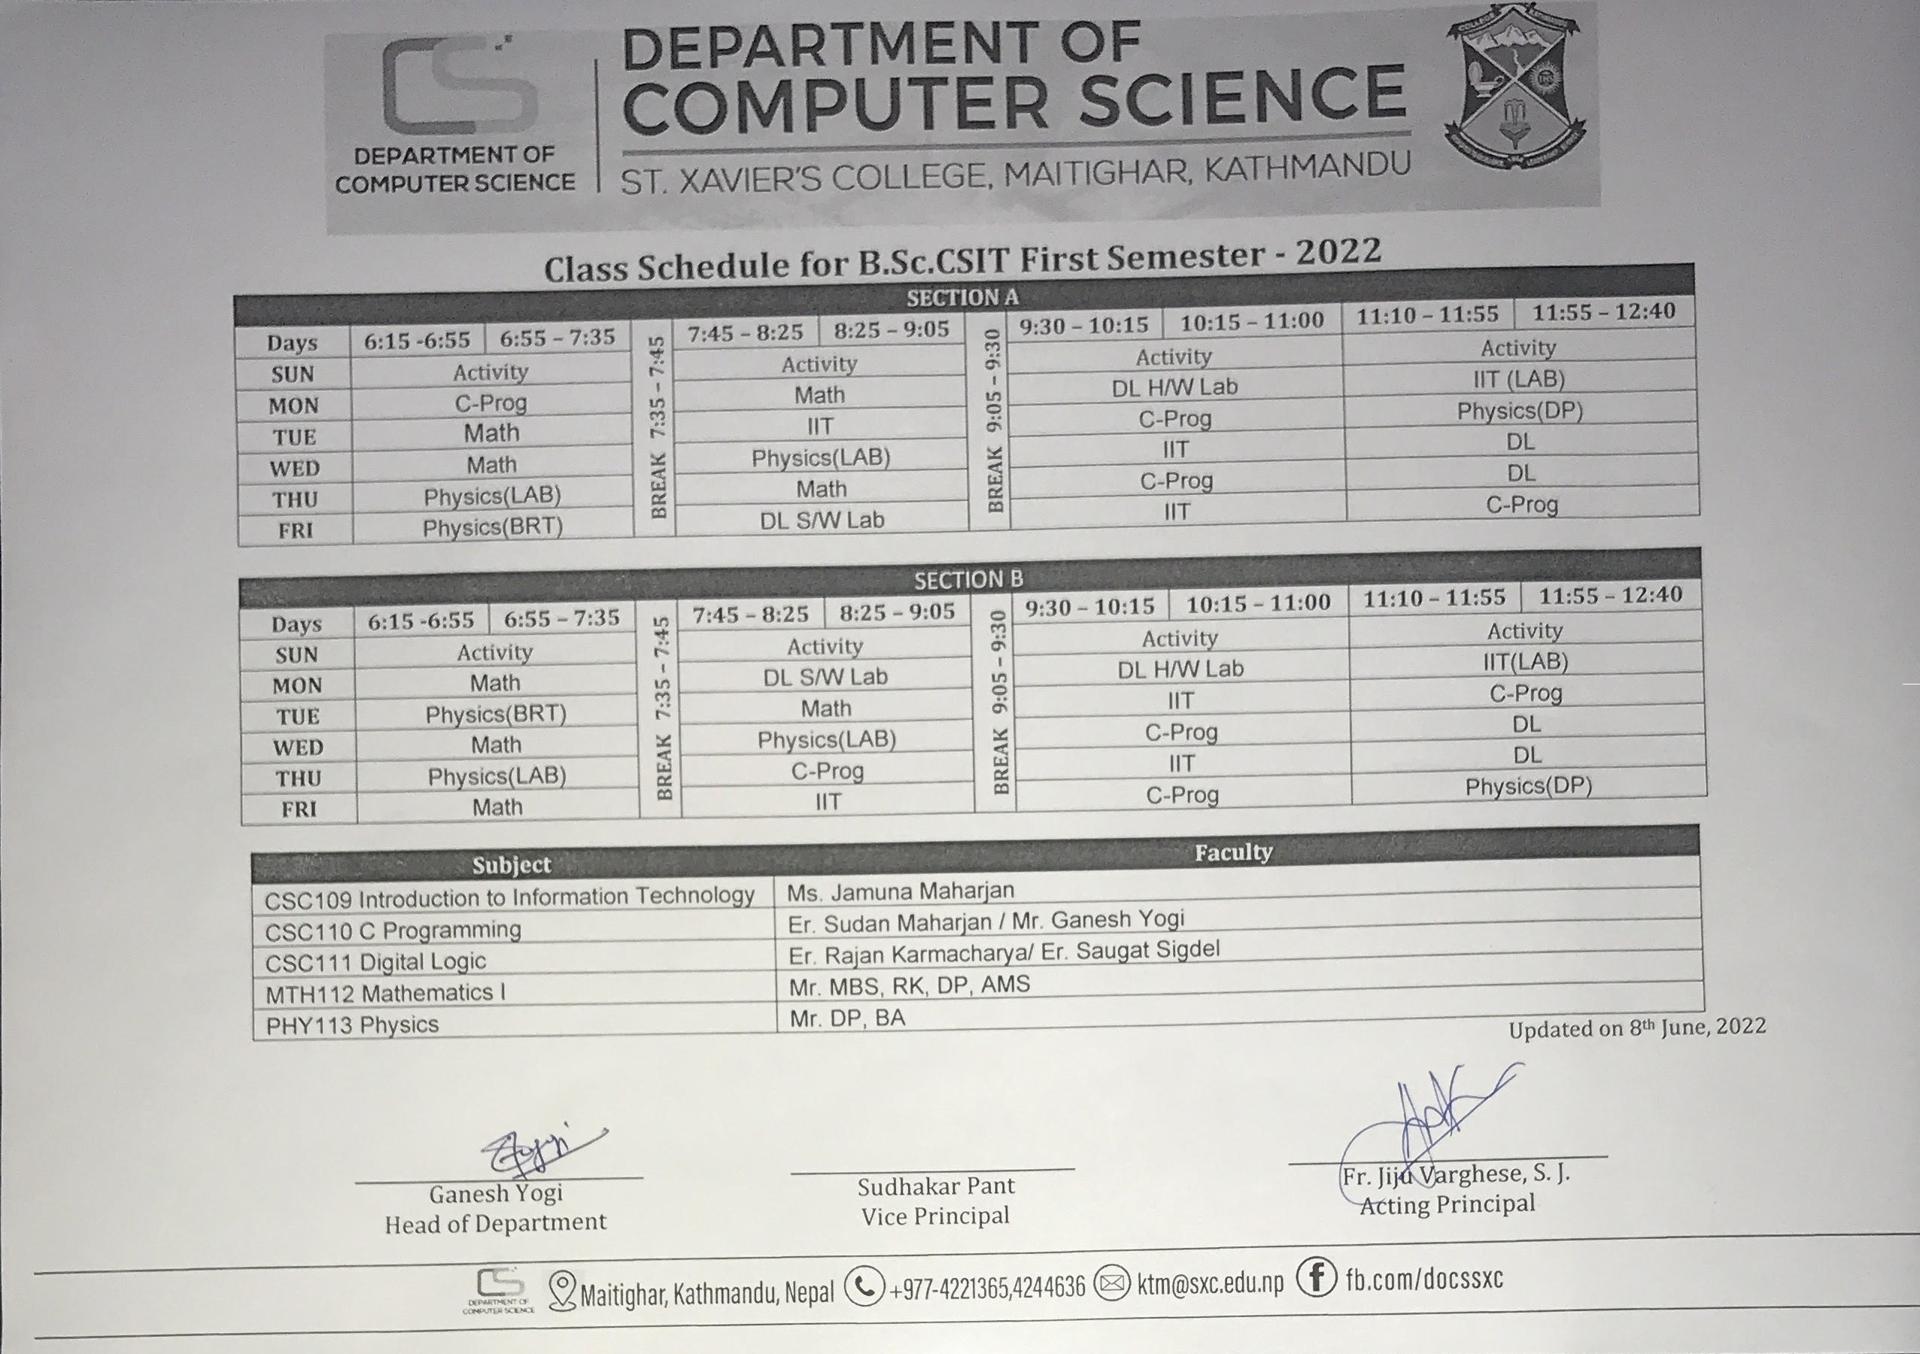 DEPARTMENT OF
COMPUTER SCIENCE
DEPARTMENT OF
COMPUTER SCIENCE
ST. XAVIER'S COLLEGE, MAITIGHAR, KATHMANDU
Class Schedule for B.Sc.CSIT First Semester - 2022
SECTION A
Days 6:15 -6:55 6:55 – 7:35 BREAK 7:35 – 7:45 7:45 – 8:25 8:25 – 9:05 BREAK 9:05 – 9:30 9:30 – 10:15 10:15 – 11:00 11:10 – 11:55 11:55 – 12:40
SUN Activity Activity Activity Activity
MON C-Prog Math DL H/W Lab IIT (LAB)
TUE Math IIT C-Prog Physics(DP)
WED Math Physics(LAB) IIT DL
THU Physics(LAB) Math C-Prog DL
FRI Physics(BRT) DL S/W Lab IIT C-Prog
SECTION B
Days 6:15 -6:55 6:55 – 7:35 BREAK 7:35 – 7:45 7:45 – 8:25 8:25 – 9:05 BREAK 9:05 – 9:30 9:30 – 10:15 10:15 – 11:00 11:10 – 11:55 11:55 – 12:40
SUN Activity Activity Activity Activity
MON Math DL S/W Lab DL H/W Lab IIT(LAB)
TUE Physics(BRT) Math IIT C-Prog
WED Math Physics(LAB) C-Prog DL
THU Physics(LAB) C-Prog IIT DL
FRI Math IIT C-Prog Physics(DP)
Subject Faculty
CSC109 Introduction to Information Technology Ms. Jamuna Maharjan
CSC110 C Programming Er. Sudan Maharjan / Mr. Ganesh Yogi
CSC111 Digital Logic Er. Rajan Karmacharya/ Er. Saugat Sigdel
MTH112 Mathematics I Mr. MBS, RK, DP, AMS
PHY113 Physics Mr. DP, BA
Updated on 8th June, 2022
Ganesh Yogi Sudhakar Pant Fr. Jiju Varghese, S. J.
Head of Department Vice Principal Acting Principal
CS
DEPARTMENT OF
COMPUTER SCIENCE
Maitighar, Kathmandu, Nepal +977-4221365,4244636 ktm@sxc.edu.np fb.com/docssxc